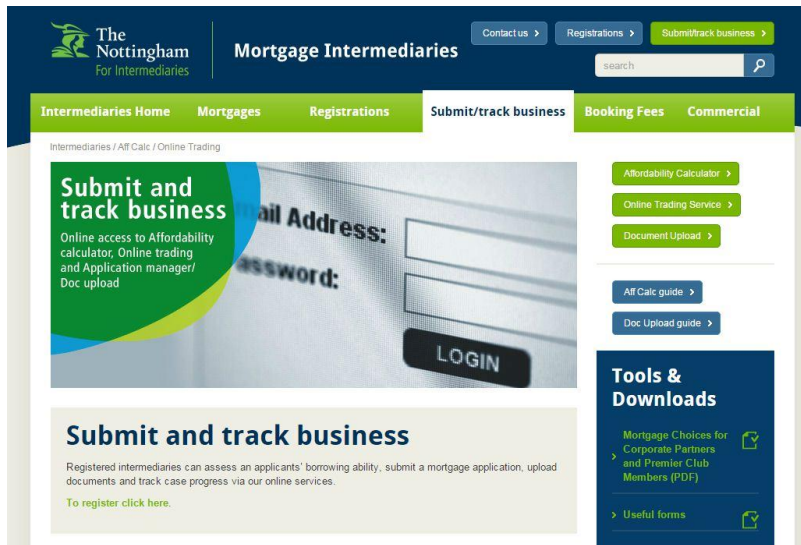 The
Nottingham
For Intermediaries
Mortgage Intermediaries
Contact us
Registrations
Submit/track business
search
Intermediaries Home
Mortgages
Registrations
Submit/track business
Booking Fees
Commercial
Intermediaries / Aff Calc / Online Trading
Submit and
track business
Online access to Affordability
calculator, Online trading
and Application manager/
Doc upload
mail Address:
assword:
LOGIN
Affordability Calculator
Online Trading Service
Document Upload
Aff Calc guide
Doc Upload guide
Submit and track business
Registered intermediaries can assess an applicants' borrowing ability, submit a mortgage application, upload
documents and track case progress via our online services.
To register click here.
Tools &
Downloads
Mortgage Choices for
Corporate Partners
and Premier Club
Members (PDF)
Useful forms